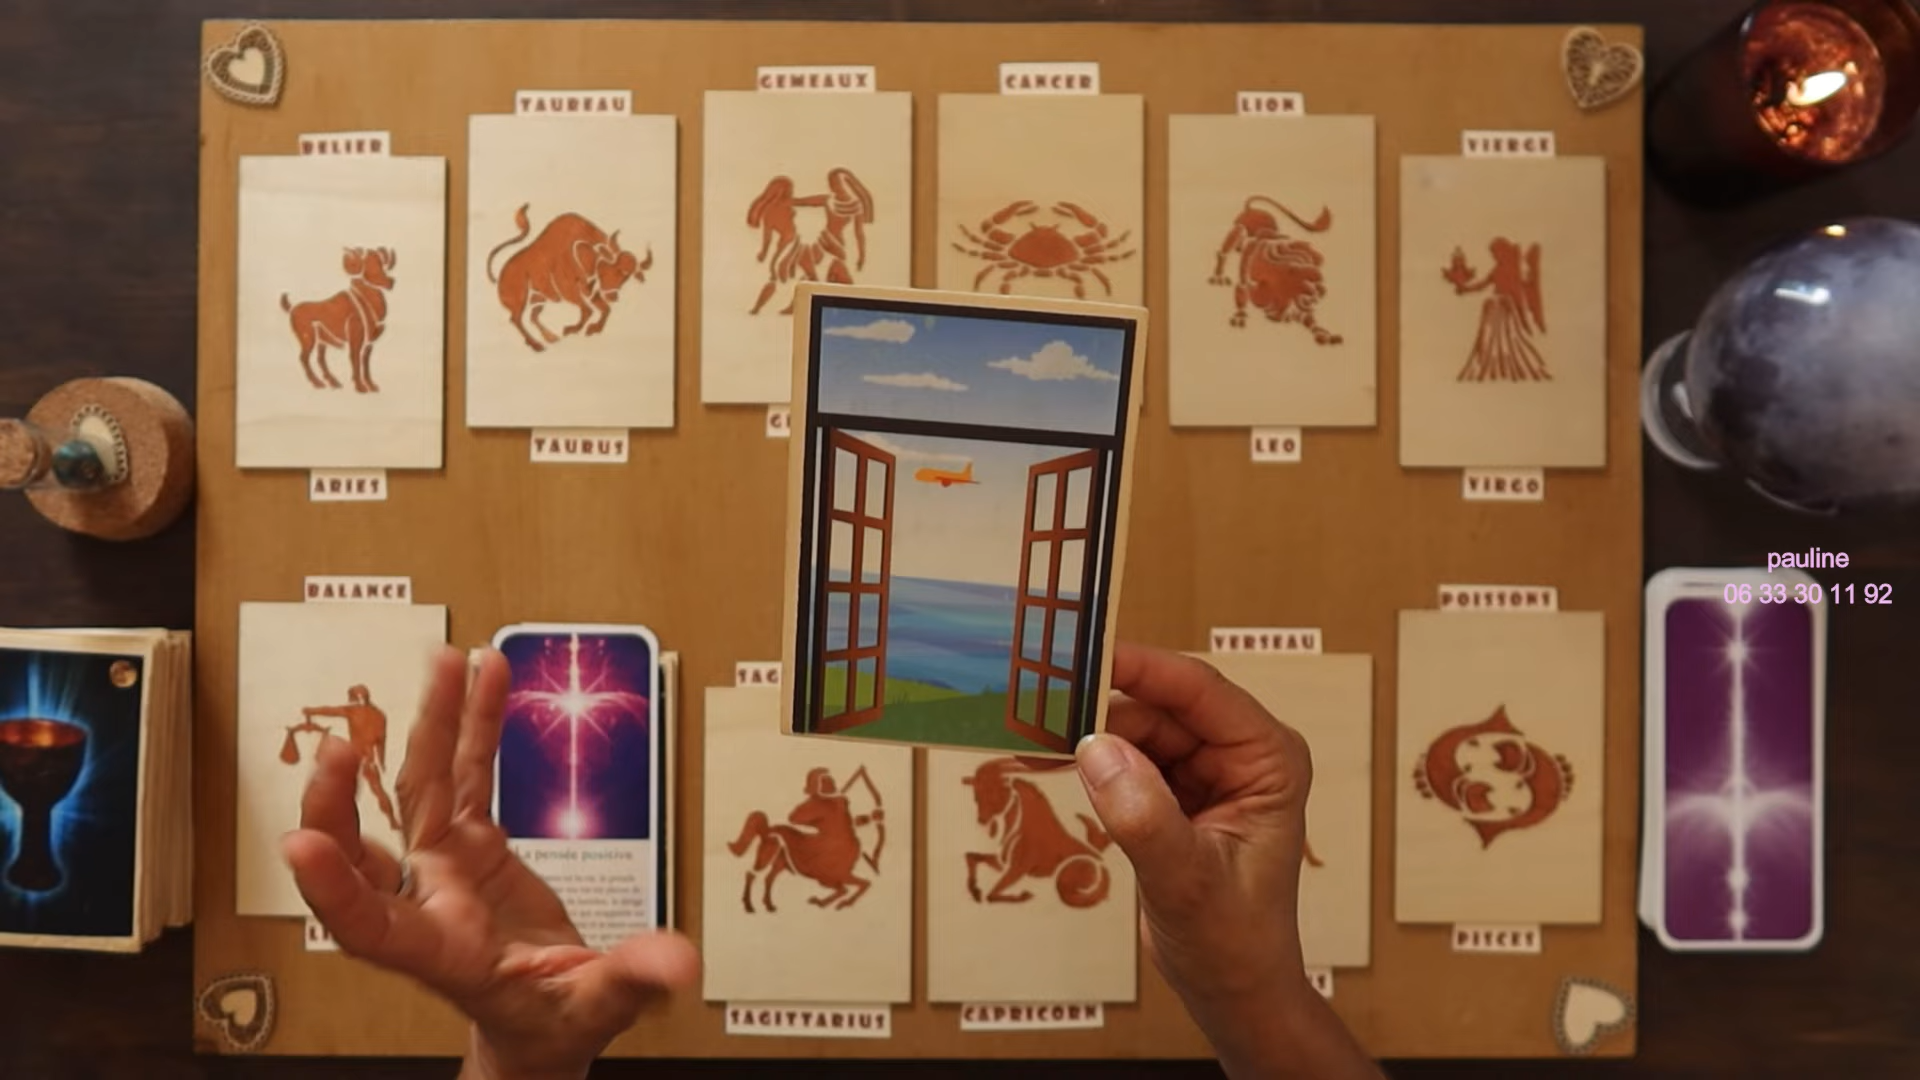 GEMEAUX
CANCER
TAUREAU
LION
BELIER
VIERGE
TAURUS
LEO
ARIES
VIRGO
pauline
06 33 30 11 92
BALANCE
POISSONS
VERSEAU
SAG
La pensée positive
PISCES
SAGITTARIUS
CAPRICORN